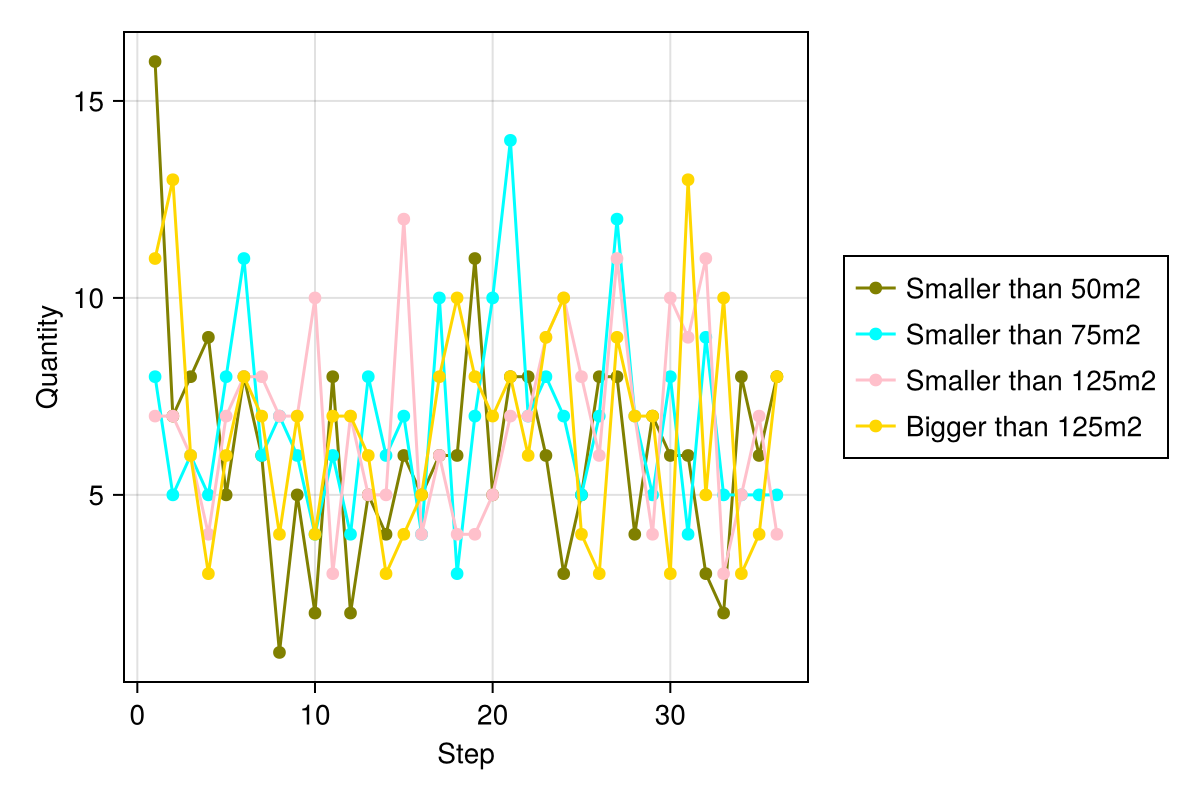 15
10
5
Quantity
0 10 20 30
Step
Smaller than 50m2
Smaller than 75m2
Smaller than 125m2
Bigger than 125m2